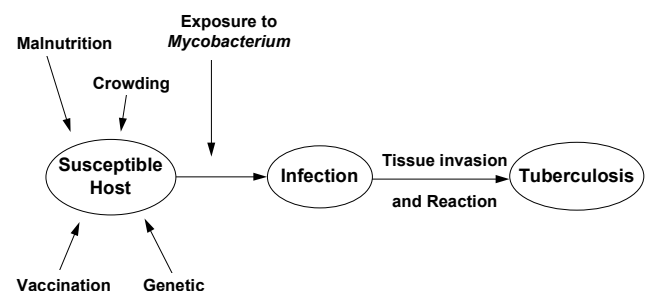 Exposure to
Mycobacterium
Malnutrition
Crowding
Susceptible
Host
Infection
Tissue invasion
and Reaction
Tuberculosis
Vaccination
Genetic